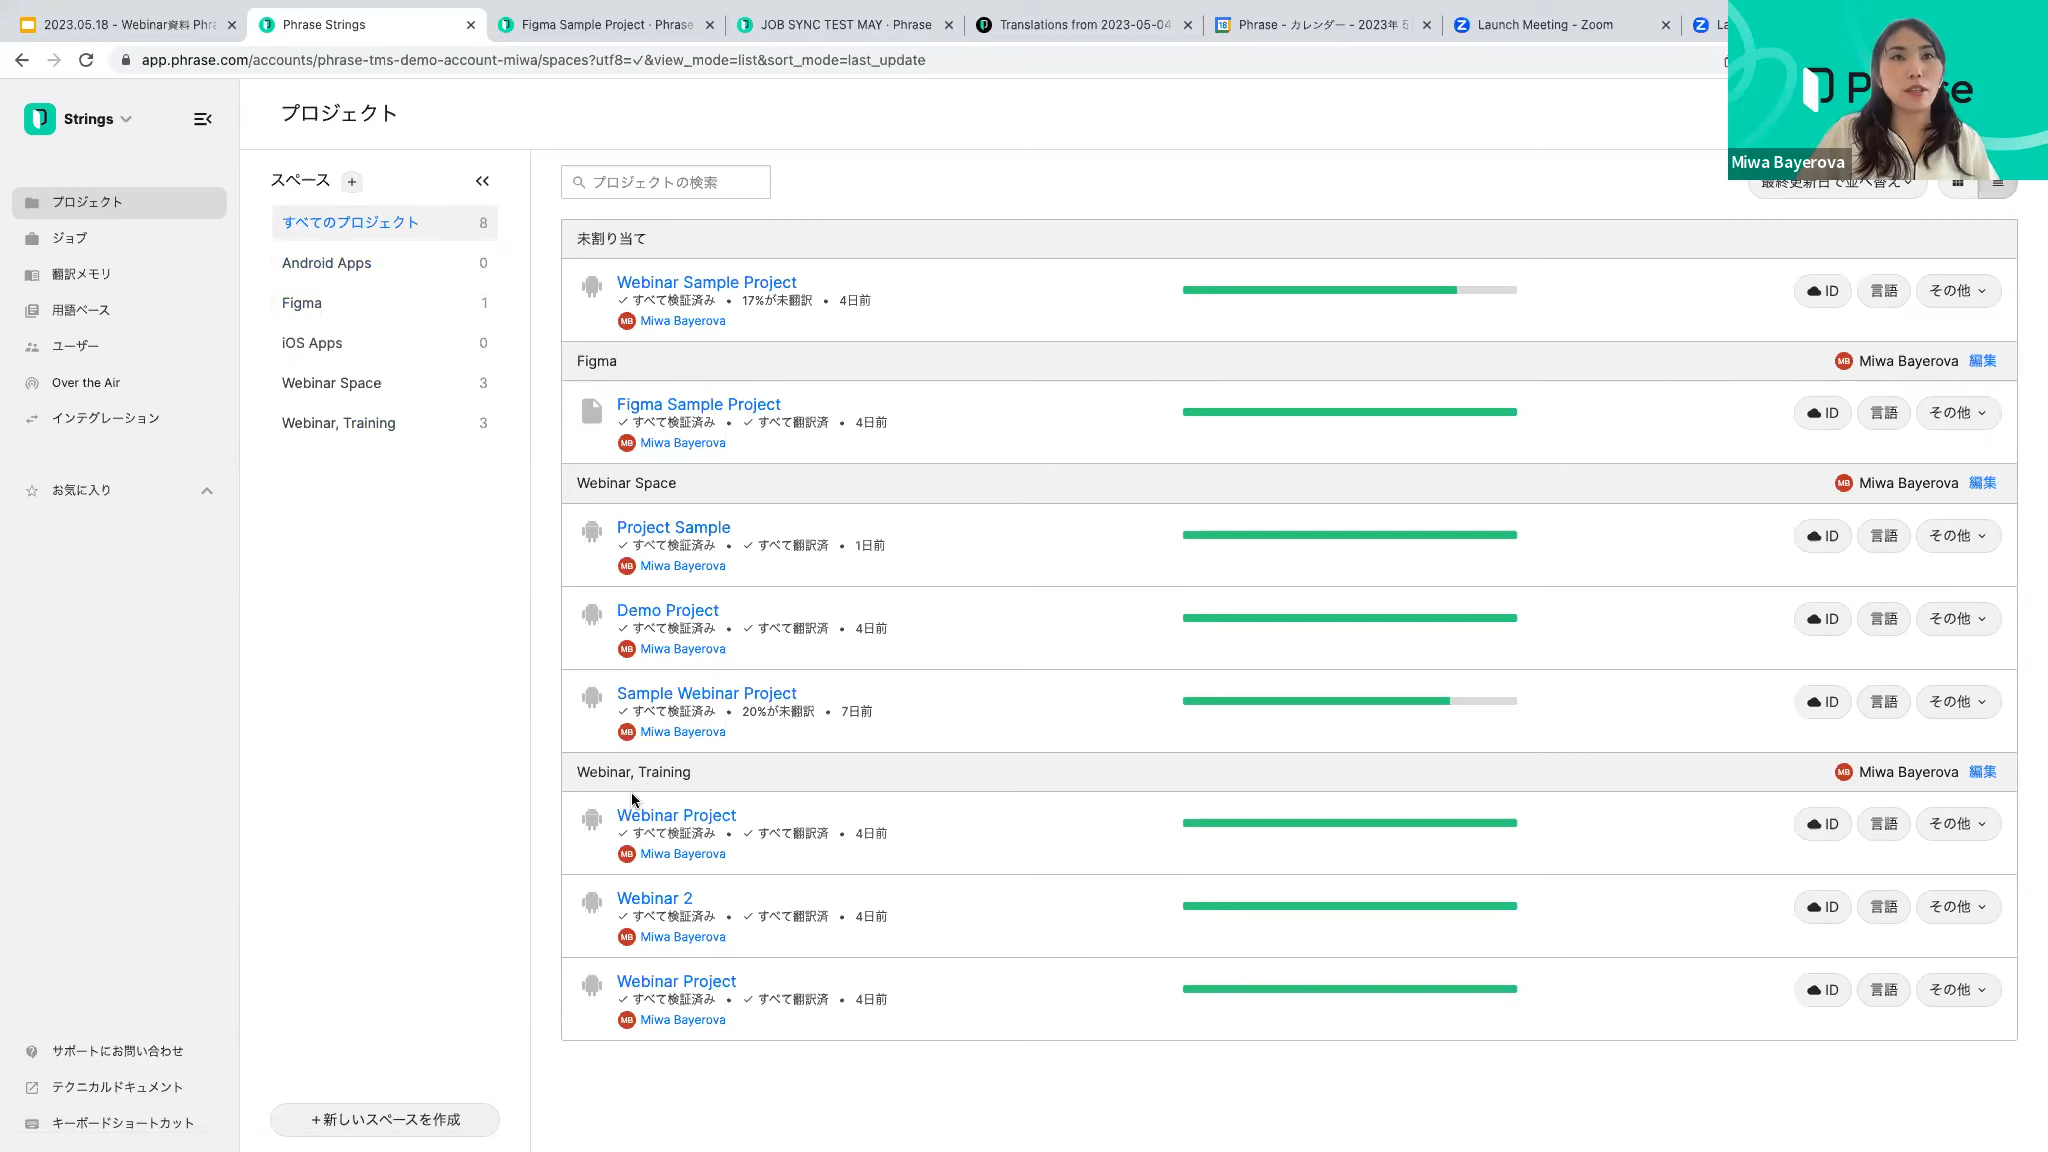 2023.05.18 - Webinar資料 Phr
Phrase Strings
Figma Sample Project · Phrase
JOB SYNC TEST MAY · Phrase
Translations from 2023-05-04
Phrase - カレンダー - 2023年 5
Launch Meeting - Zoom
app.phrase.com/accounts/phrase-tms-demo-account-miwa/spaces?utf8=✓&view_mode=list&sort_mode=last_update
Miwa Bayerova
Strings
プロジェクト
ジョブ
翻訳メモリ
用語ベース
ユーザー
Over the Air
インテグレーション
お気に入り
サポートにお問い合わせ
テクニカルドキュメント
キーボードショートカット
プロジェクト
スペース +
すべてのプロジェクト 8
Android Apps 0
Figma 1
iOS Apps 0
Webinar Space 3
Webinar, Training 3
+新しいスペースを作成
プロジェクトの検索
最終更新日で並べ替え
未割り当て
Webinar Sample Project
✓ すべて検証済み • 17%が未翻訳 • 4日前
MB Miwa Bayerova
ID 言語 その他
Figma MB Miwa Bayerova 編集
Figma Sample Project
✓ すべて検証済み • ✓ すべて翻訳済 • 4日前
MB Miwa Bayerova
ID 言語 その他
Webinar Space MB Miwa Bayerova 編集
Project Sample
✓ すべて検証済み • ✓ すべて翻訳済 • 1日前
MB Miwa Bayerova
ID 言語 その他
Demo Project
✓ すべて検証済み • ✓ すべて翻訳済 • 4日前
MB Miwa Bayerova
ID 言語 その他
Sample Webinar Project
✓ すべて検証済み • 20%が未翻訳 • 7日前
MB Miwa Bayerova
ID 言語 その他
Webinar, Training MB Miwa Bayerova 編集
Webinar Project
✓ すべて検証済み • ✓ すべて翻訳済 • 4日前
MB Miwa Bayerova
ID 言語 その他
Webinar 2
✓ すべて検証済み • ✓ すべて翻訳済 • 4日前
MB Miwa Bayerova
ID 言語 その他
Webinar Project
✓ すべて検証済み • ✓ すべて翻訳済 • 4日前
MB Miwa Bayerova
ID 言語 その他